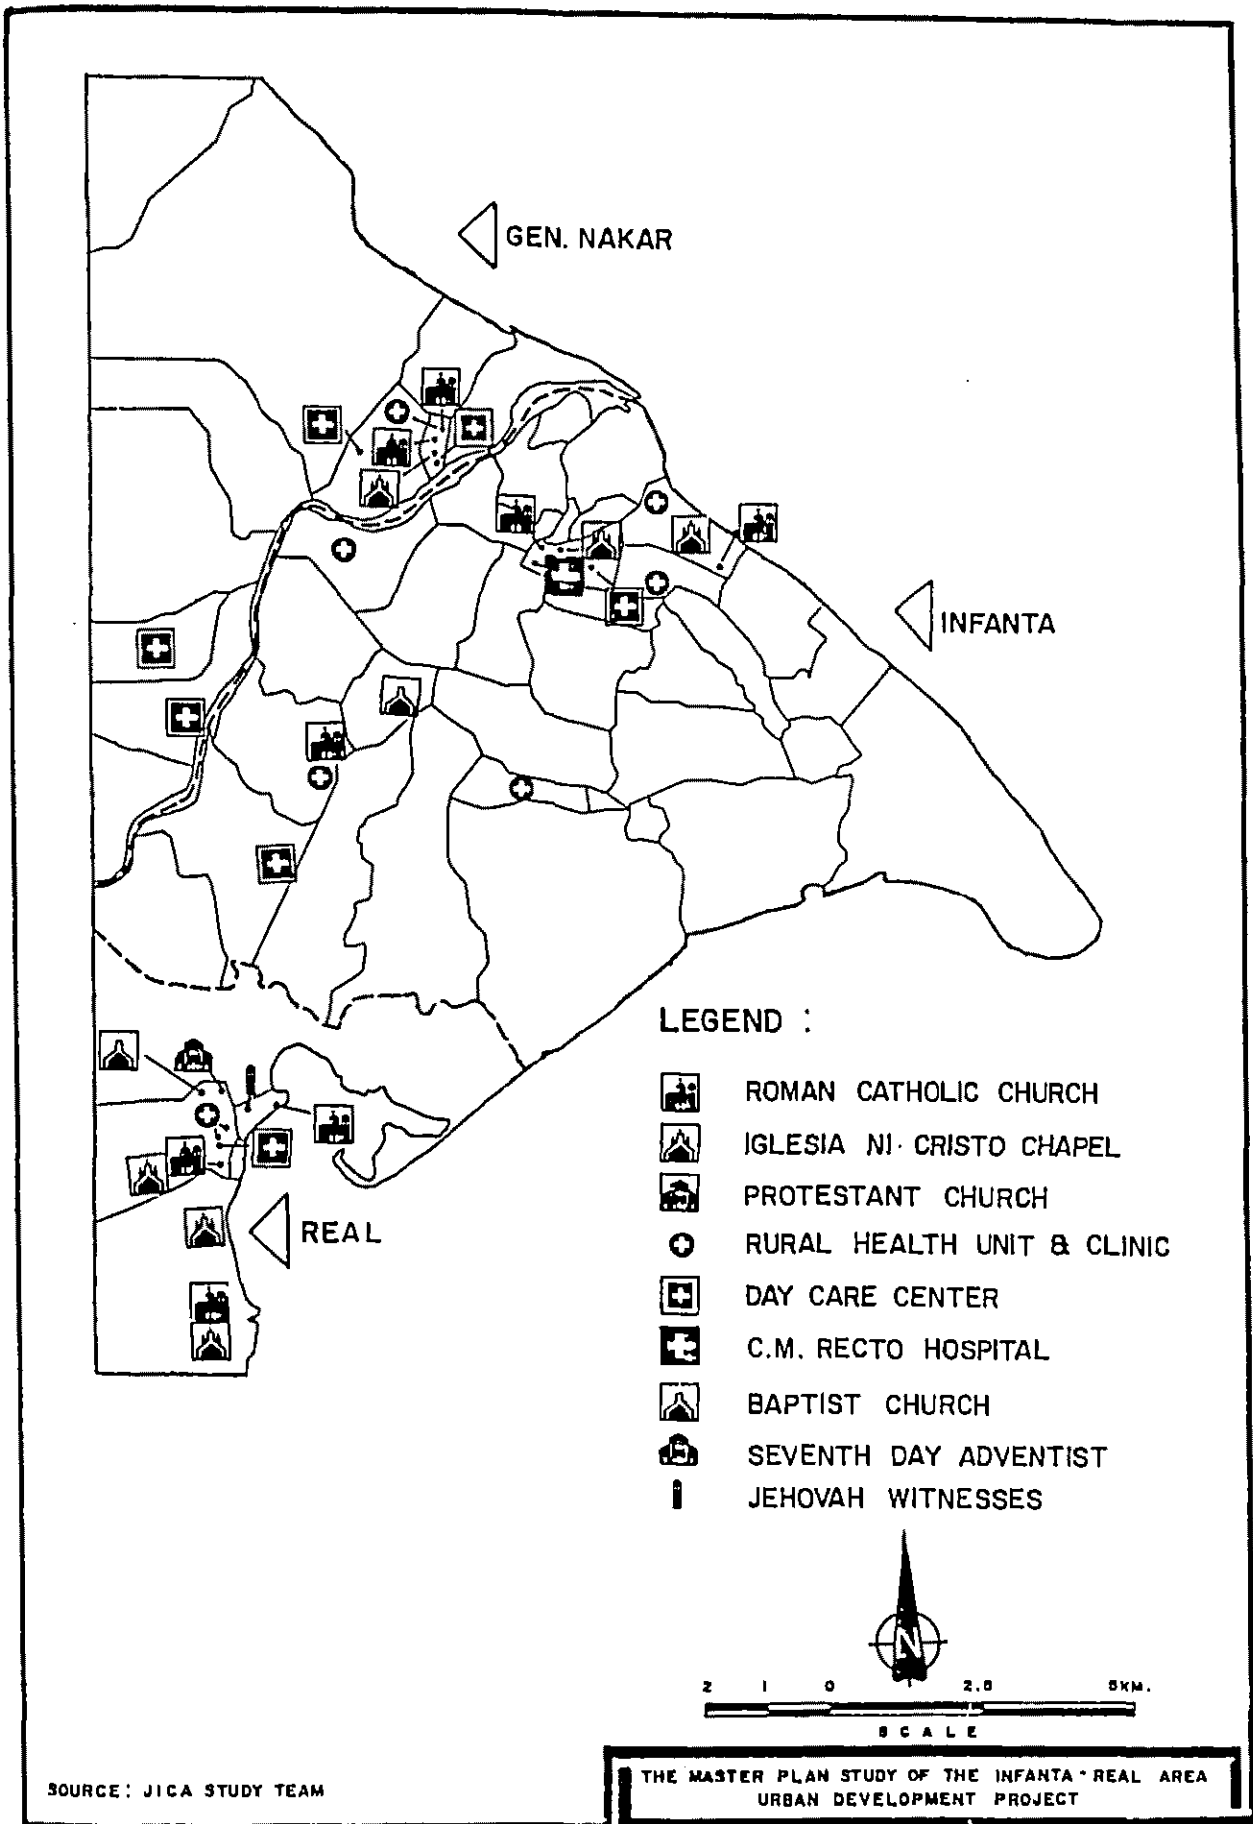 GEN. NAKAR
INFANTA
REAL
LEGEND :
ROMAN CATHOLIC CHURCH
IGLESIA NI· CRISTO CHAPEL
PROTESTANT CHURCH
RURAL HEALTH UNIT & CLINIC
DAY CARE CENTER
C.M. RECTO HOSPITAL
BAPTIST CHURCH
SEVENTH DAY ADVENTIST
JEHOVAH WITNESSES
N
2 1 0 2.5 5KM.
SCALE
SOURCE: JICA STUDY TEAM
THE MASTER PLAN STUDY OF THE INFANTA · REAL AREA
URBAN DEVELOPMENT PROJECT